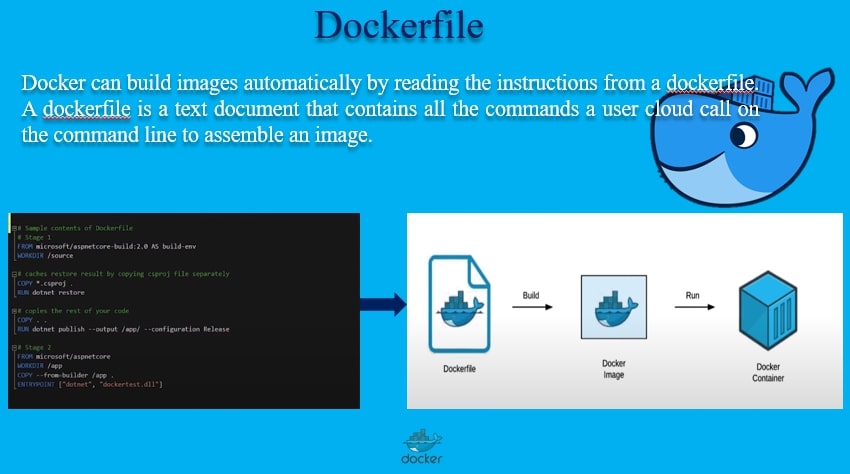 Dockerfile
Docker can build images automatically by reading the instructions from a dockerfile.
A dockerfile is a text document that contains all the commands a user cloud call on
the command line to assemble an image.
# Sample contents of Dockerfile
# Stage 1
FROM microsoft/aspnetcore-build:2.0 AS build-env
WORKDIR /source
# caches restore result by copying csproj file separately
COPY *.csproj .
RUN dotnet restore
# copies the rest of your code
COPY . .
RUN dotnet publish --output /app/ --configuration Release
# Stage 2
FROM microsoft/aspnetcore
WORKDIR /app
COPY --from-builder /app .
ENTRYPOINT ["dotnet", "dockertest.dll"]
Build
Run
Dockerfile
Docker
Image
Docker
Container
docker